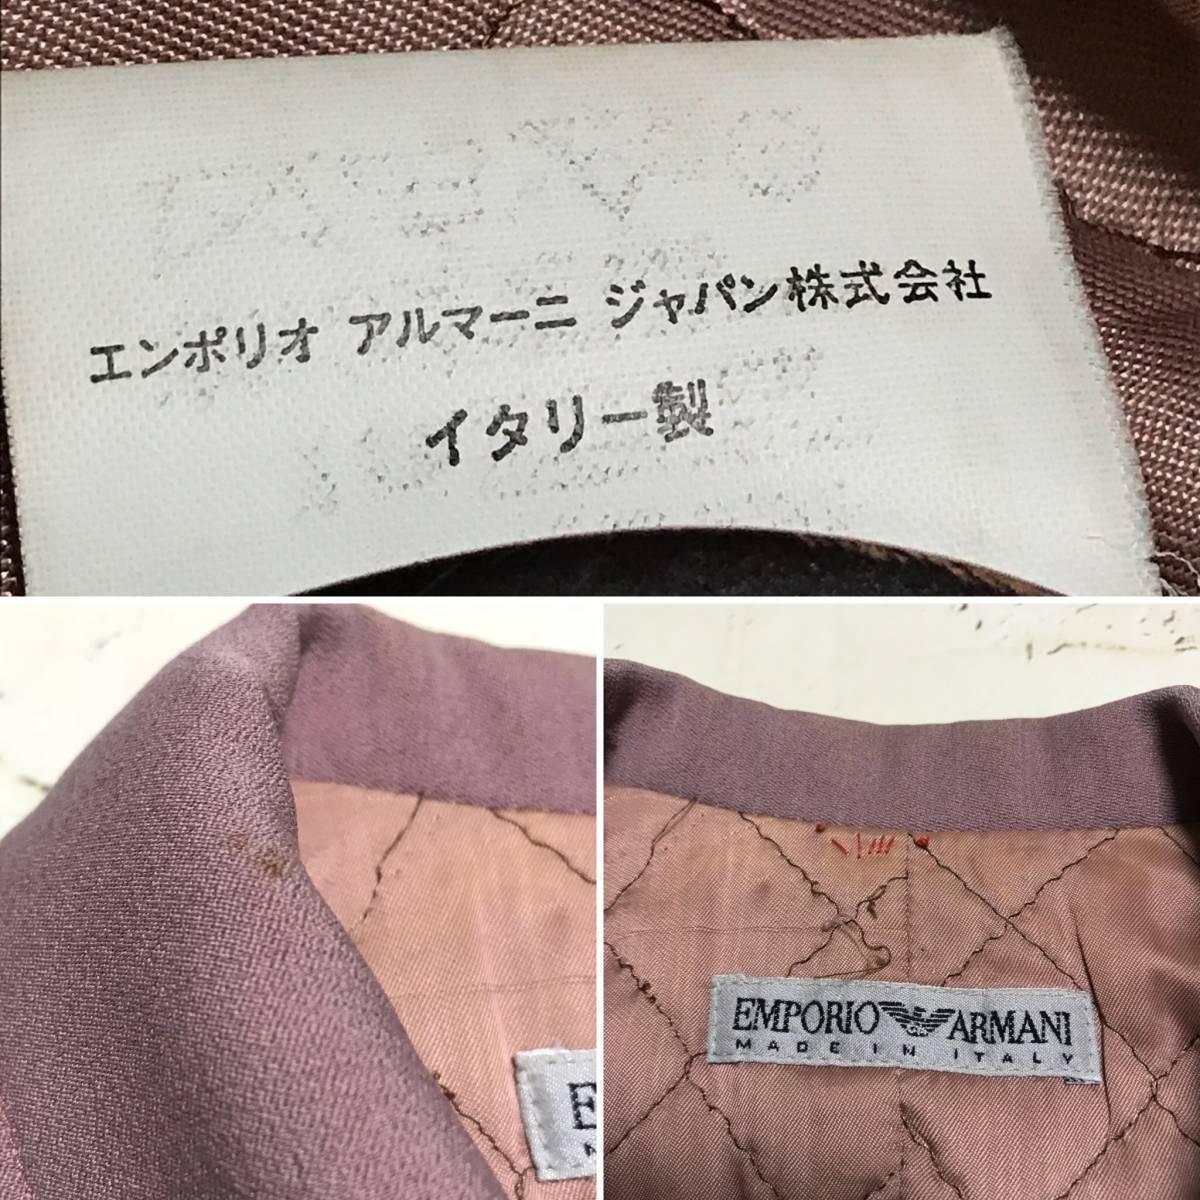 エンポリオ アルマーニ ジャパン株式会社
イタリー製
E
EMPORIO ARMANI
MADE IN ITALY